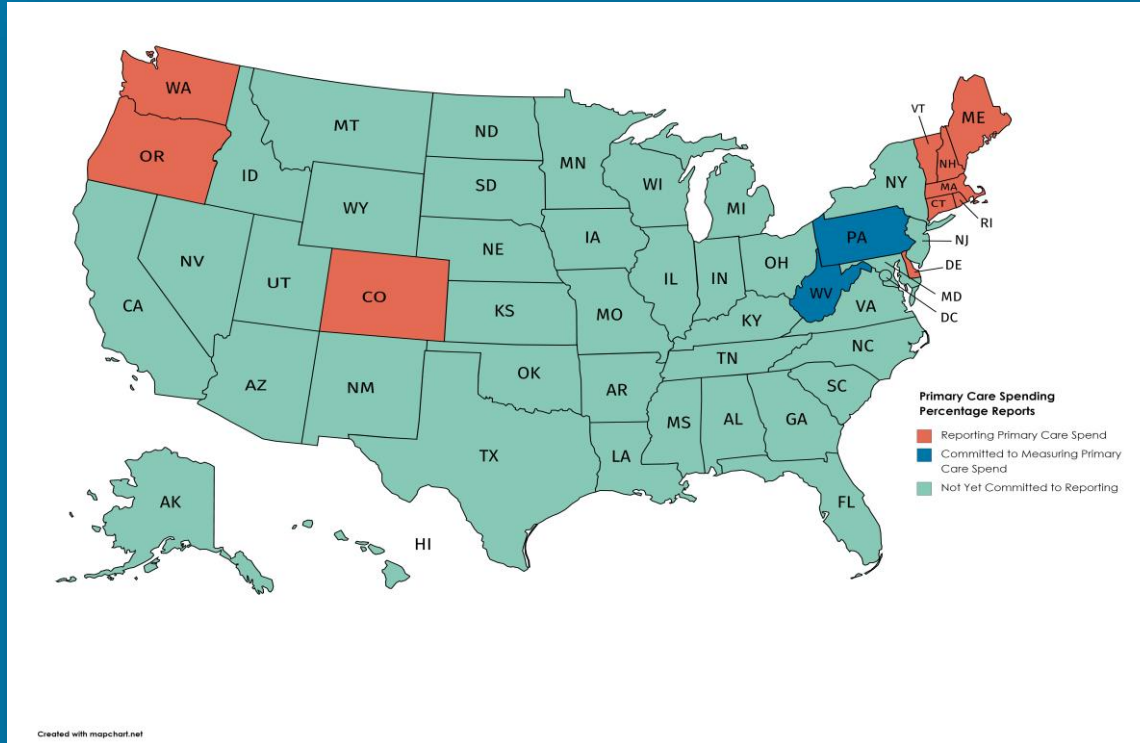 WA
MT
ND
OR
ID
MN
VT
ME
NH
SD
WI
NY
MA
WY
MI
CT
RI
IA
PA
NJ
NE
NV
OH
DE
UT
IL
IN
CA
CO
WV
MD
VA
KS
MO
DC
KY
NC
TN
OK
AZ
NM
AR
SC
MS
AL
GA
TX
LA
FL
AK
HI
Primary Care Spending
Percentage Reports
Reporting Primary Care Spend
Committed to Measuring Primary
Care Spend
Not Yet Committed to Reporting
Created with mapchart.net